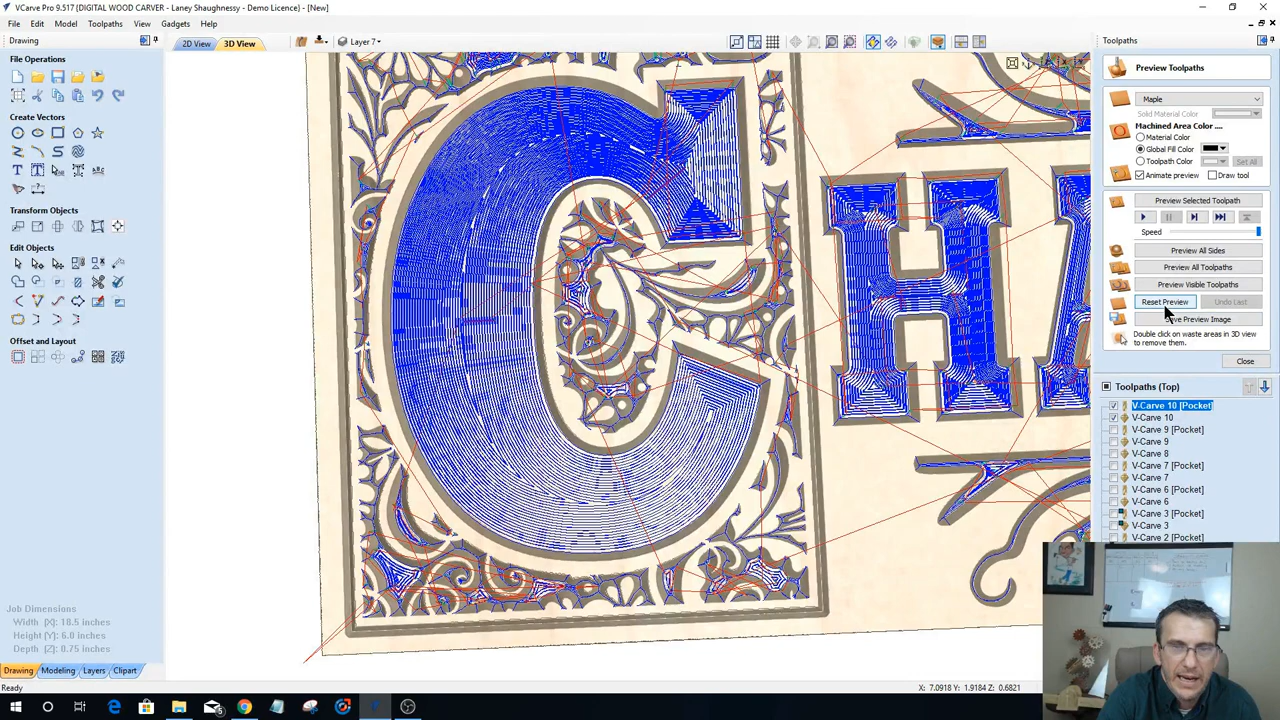 VCarve Pro 9.517 {DIGITAL WOOD CARVER - Laney Shaughnessy - Demo Licence} - [New]
File Edit Model Toolpaths View Gadgets Help
Drawing
2D View 3D View Layer 7
Toolpaths
File Operations
Create Vectors
Transform Objects
Edit Objects
Offset and Layout
Job Dimensions
Width (X): 18.5 inches
Height (Y): 6.0 inches
Depth (Z): 0.75 inches
Drawing Modeling Layers Clipart
Ready
X: 7.0918 Y: 1.9184 Z: 0.6821
Preview Toolpaths
Maple
Solid Material Color
Machined Area Color ....
Material Color
Global Fill Color
Toolpath Color Set All
Animate preview Draw tool
Preview Selected Toolpath
Speed
Preview All Sides
Preview All Toolpaths
Preview Visible Toolpaths
Reset Preview Undo Last
Save Preview Image
Double click on waste areas in 3D view
to remove them.
Close
Toolpaths (Top)
V-Carve 10 [Pocket]
V-Carve 10
V-Carve 9 [Pocket]
V-Carve 9
V-Carve 8
V-Carve 7 [Pocket]
V-Carve 7
V-Carve 6 [Pocket]
V-Carve 6
V-Carve 3 [Pocket]
V-Carve 3
V-Carve 2 [Pocket]
C
H